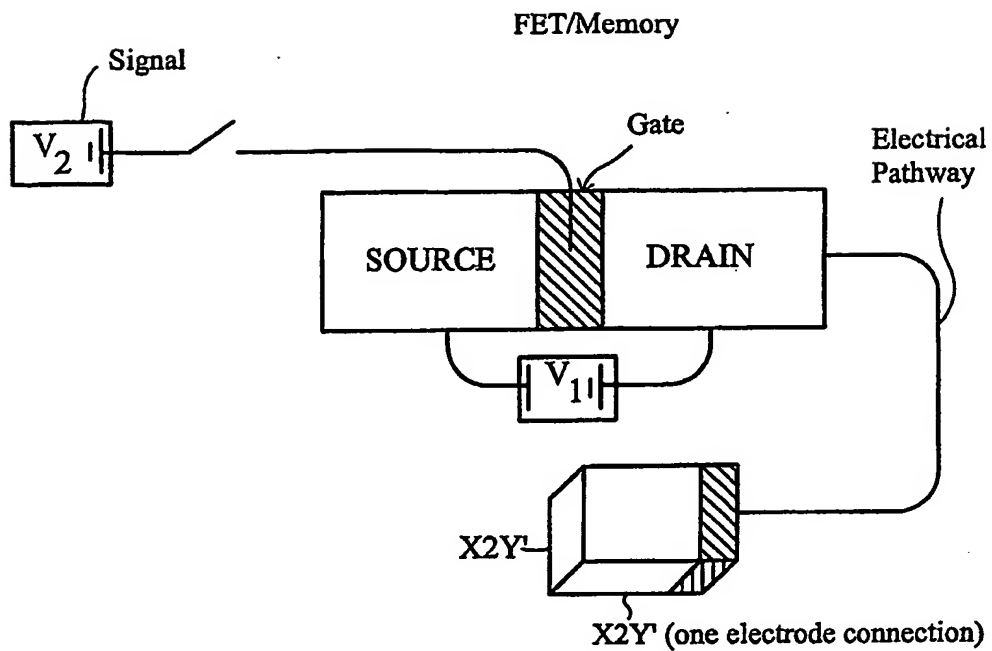 FET/Memory
Signal
V2
Gate
Electrical
Pathway
SOURCE
DRAIN
V1
X2Y'
X2Y' (one electrode connection)